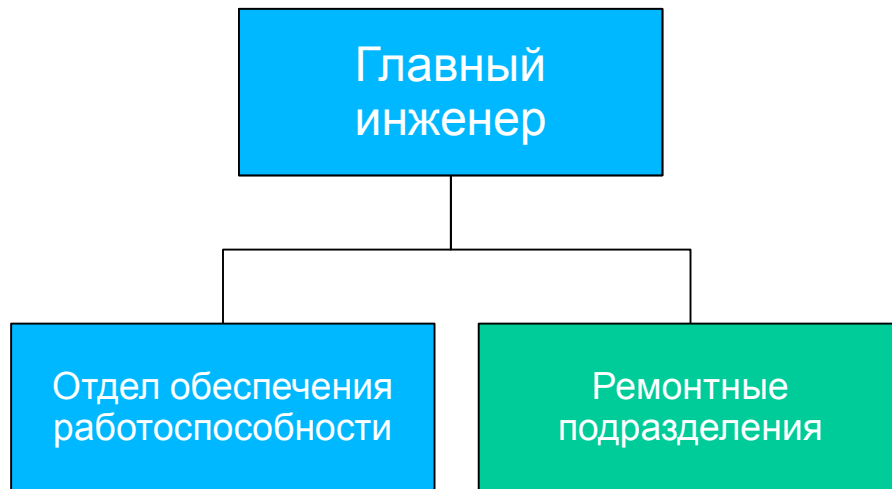 Главный
инженер
Отдел обеспечения
работоспособности
Ремонтные
подразделения